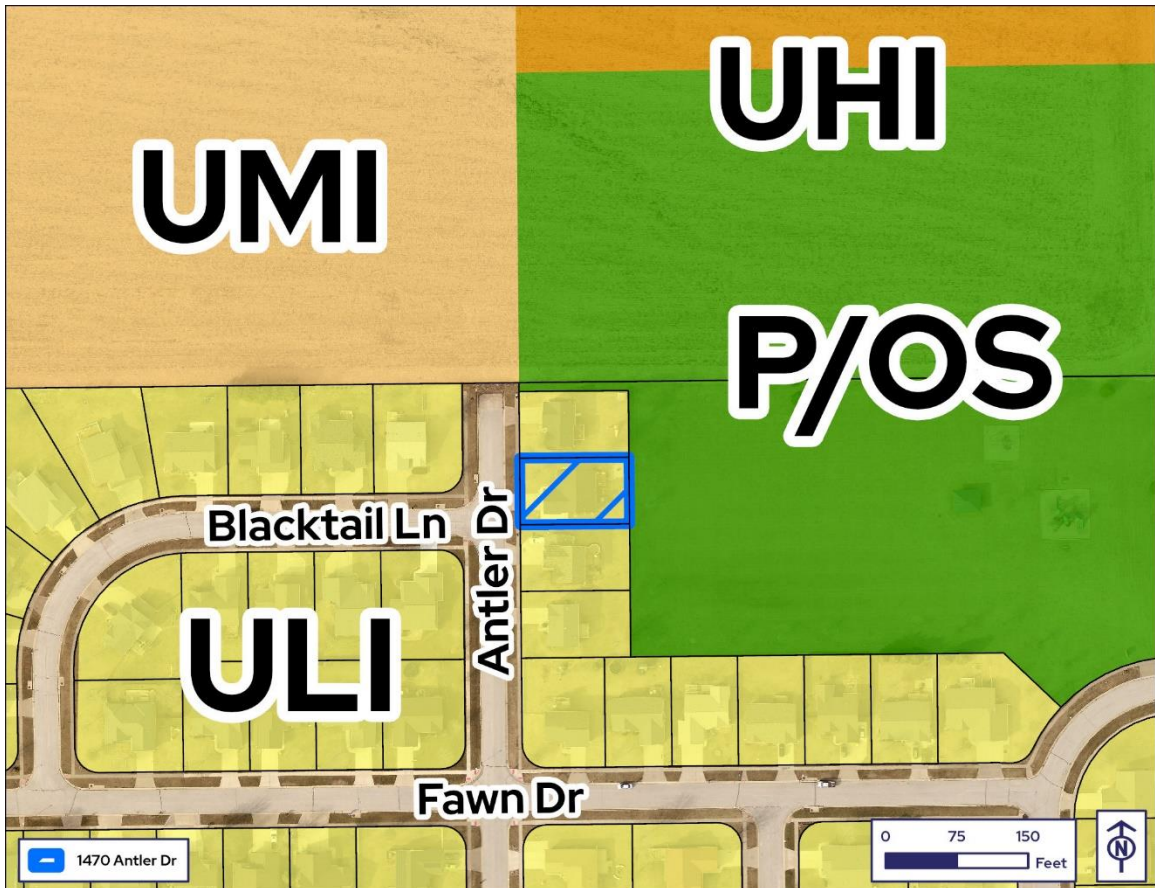 UHI
UMI
P/OS
Blacktail Ln
Antler Dr
ULI
Fawn Dr
1470 Antler Dr
0 75 150
Feet
N